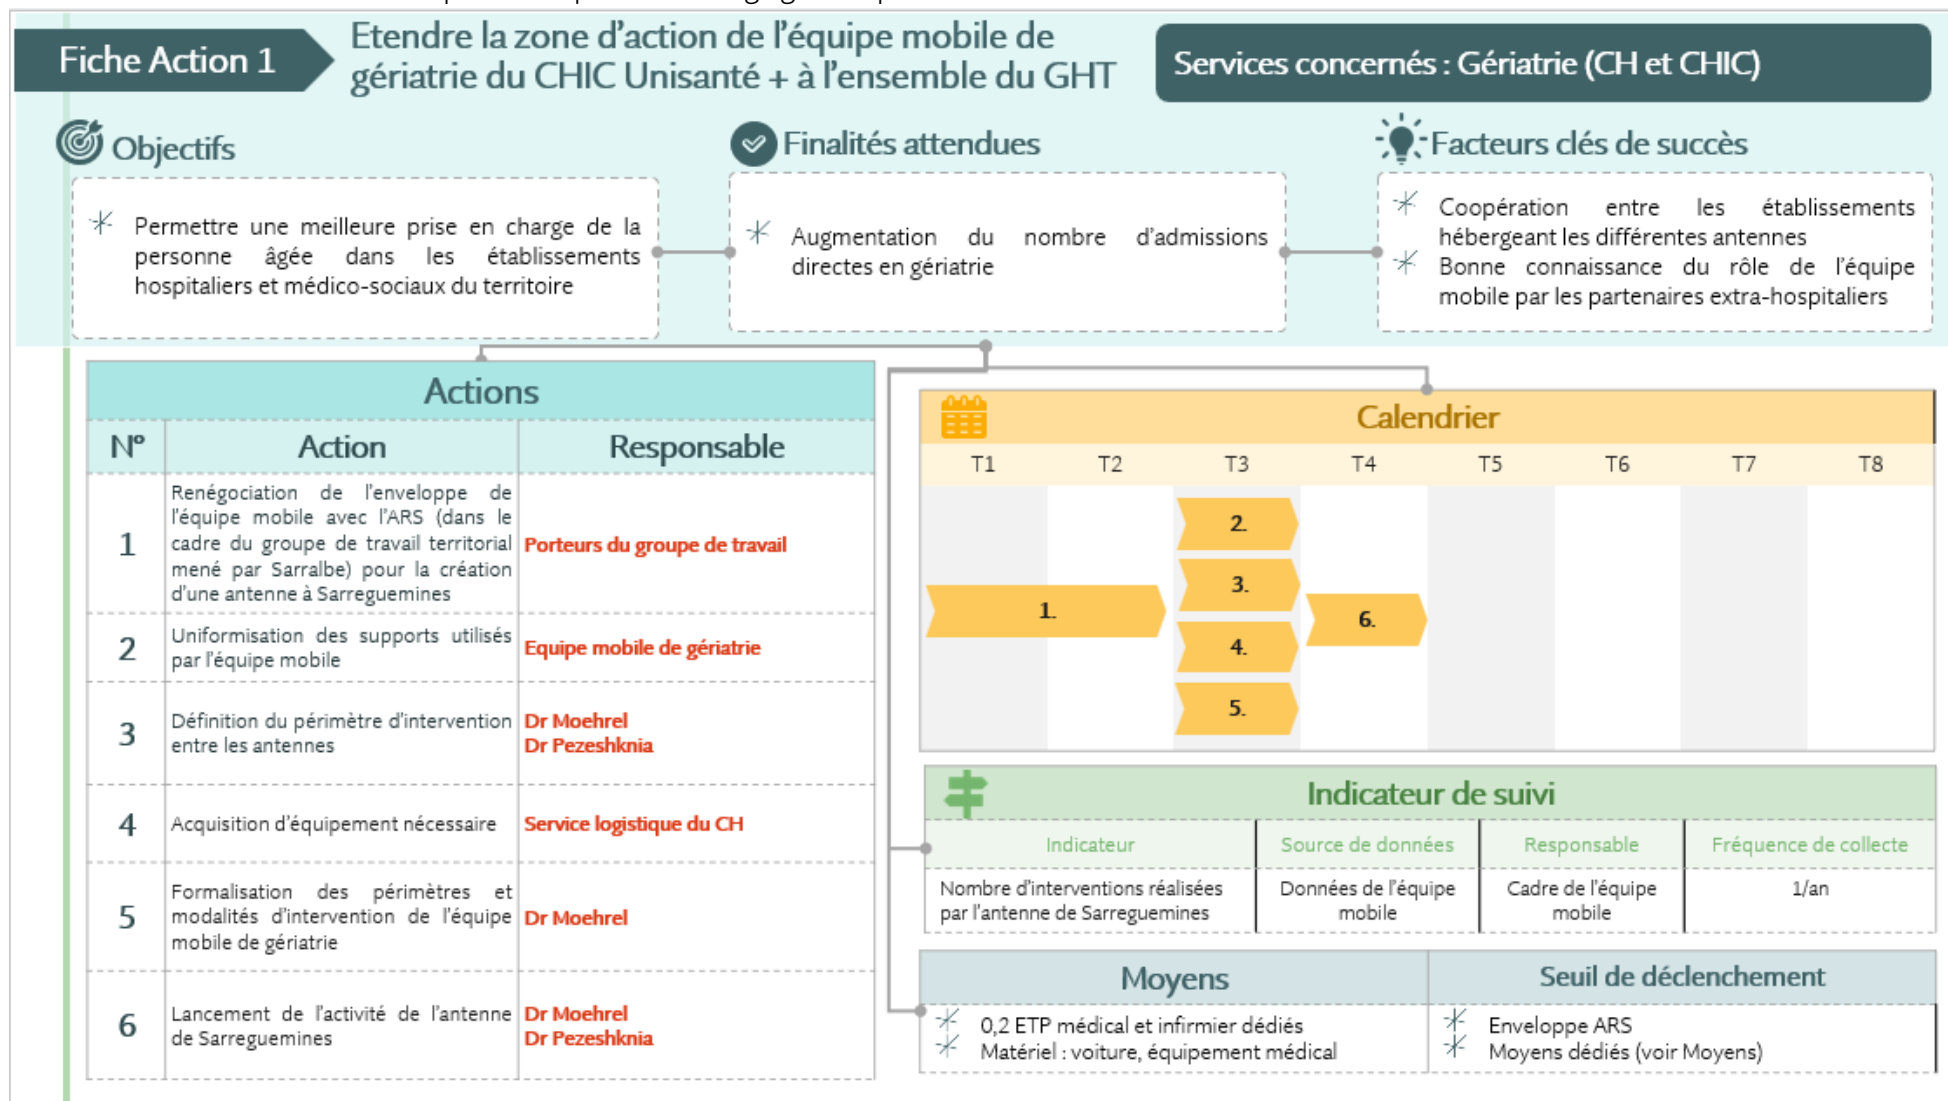 Fiche Action 1
Etendre la zone d'action de l'équipe mobile de
gériatrie du CHIC Unisanté + à l'ensemble du GHT
Services concernés : Gériatrie (CH et CHIC)
Objectifs
Permettre une meilleure prise en charge de la
personne âgée dans les établissements
hospitaliers et médico-sociaux du territoire
Finalités attendues
Augmentation du nombre d'admissions
directes en gériatrie
Facteurs clés de succès
Coopération entre les établissements
hébergeant les différentes antennes
Bonne connaissance du rôle de l'équipe
mobile par les partenaires extra-hospitaliers
Actions
N° Action Responsable
1
Renégociation de l'enveloppe de
l'équipe mobile avec l'ARS (dans le
cadre du groupe de travail territorial
mené par Sarralbe) pour la création
d'une antenne à Sarreguemines
Porteurs du groupe de travail
2
Uniformisation des supports utilisés
par l'équipe mobile
Equipe mobile de gériatrie
3
Définition du périmètre d'intervention
entre les antennes
Dr Moehrel
Dr Pezeshknia
4
Acquisition d'équipement nécessaire
Service logistique du CH
5
Formalisation des périmètres et
modalités d'intervention de l'équipe
mobile de gériatrie
Dr Moehrel
6
Lancement de l'activité de l'antenne
de Sarreguemines
Dr Moehrel
Dr Pezeshknia
Calendrier
T1 T2 T3 T4 T5 T6 T7 T8
1.
2.
3.
4.
5.
6.
Indicateur de suivi
Indicateur Source de données Responsable Fréquence de collecte
Nombre d'interventions réalisées
par l'antenne de Sarreguemines
Données de l'équipe
mobile
Cadre de l'équipe
mobile
1/an
Moyens
0,2 ETP médical et infirmier dédiés
Matériel : voiture, équipement médical
Seuil de déclenchement
Enveloppe ARS
Moyens dédiés (voir Moyens)